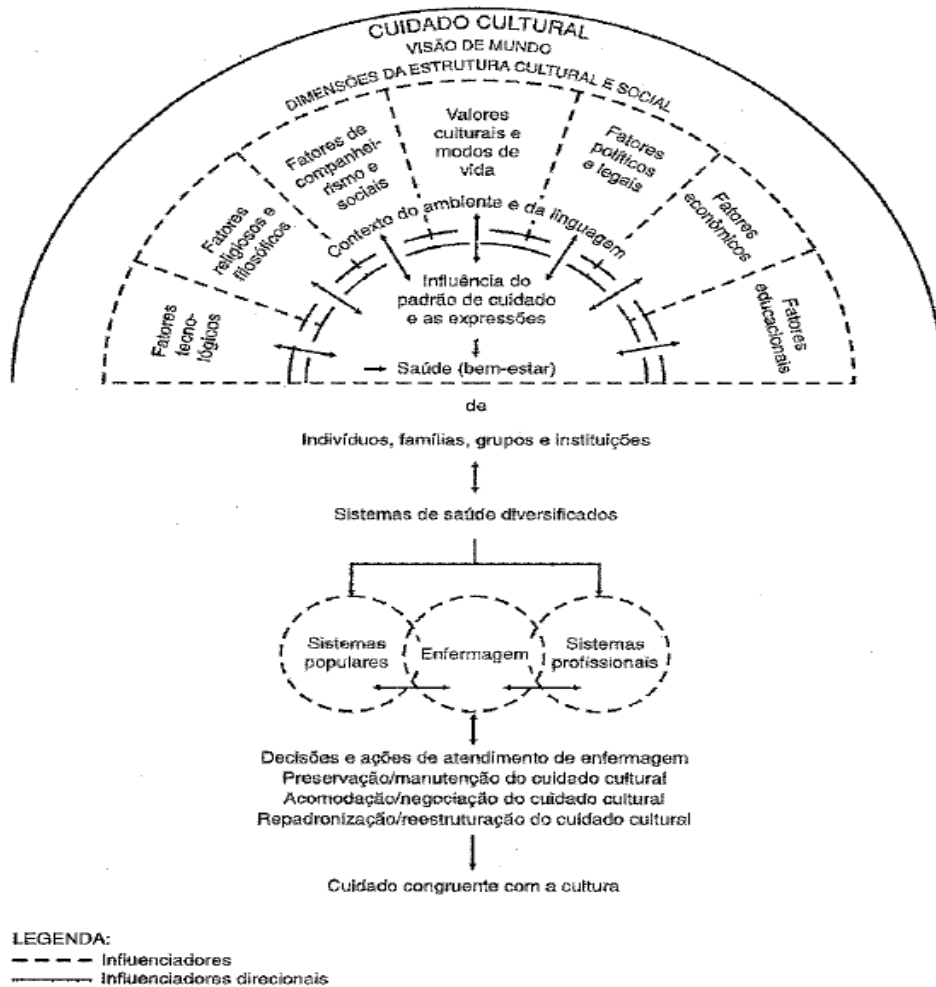 CUIDADO CULTURAL
VISÃO DE MUNDO
DIMENSÕES DA ESTRUTURA CULTURAL E SOCIAL
Fatores
tecno-
lógicos
Fatores
religiosos e
filosóficos
Fatores de
companhei-
rismo e
sociais
Valores
culturais e
modos de
vida
Fatores
políticos
e legais
Fatores
econômicos
Fatores
educacionais
Contexto do ambiente e da linguagem
Influência do
padrão de cuidado
e as expressões
Saúde (bem-estar)
de
Indivíduos, famílias, grupos e instituições
Sistemas de saúde diversificados
Sistemas
populares
Enfermagem
Sistemas
profissionais
Decisões e ações de atendimento de enfermagem
Preservação/manutenção do cuidado cultural
Acomodação/negociação do cuidado cultural
Repadronização/reestruturação do cuidado cultural
Cuidado congruente com a cultura
LEGENDA:
Influenciadores
Influenciadores direcionais